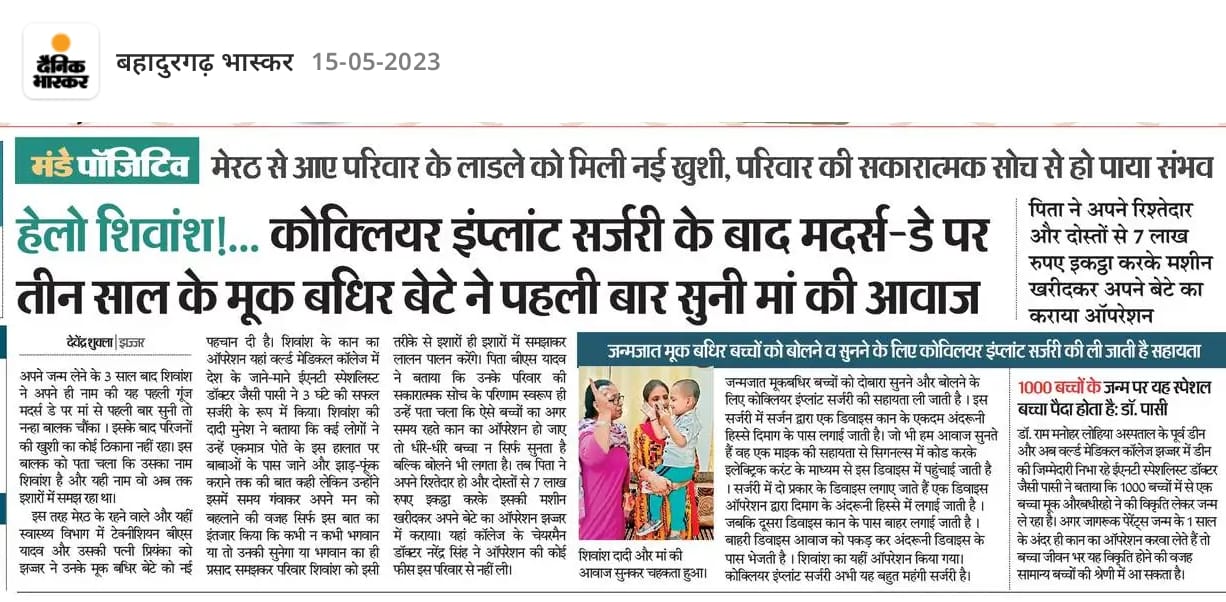 दैनिक
भास्कर
बहादुरगढ़ भास्कर 15-05-2023
मंडे पॉजिटिव मेरठ से आए परिवार के लाडले को मिली नई खुशी, परिवार की सकारात्मक सोच से हो पाया संभव
हेलो शिवांश!... कोक्लियर इंप्लांट सर्जरी के बाद मदर्स-डे पर
तीन साल के मूक बधिर बेटे ने पहली बार सुनी मां की आवाज
पिता ने अपने रिश्तेदार
और दोस्तों से 7 लाख
रुपए इकट्ठा करके मशीन
खरीदकर अपने बेटे का
कराया ऑपरेशन
देवेंद्र शुक्ला | झज्जर
अपने जन्म लेने के 3 साल बाद शिवांश
ने अपने ही नाम की यह पहली गूंज
मदर्स डे पर मां से पहली बार सुनी तो
नन्हा बालक चौंका । इसके बाद परिजनों
की खुशी का कोई ठिकाना नहीं रहा। इस
बालक को पता चला कि उसका नाम
शिवांश है और यही नाम वो अब तक
इशारों में समझ रहा था।
इस तरह मेरठ के रहने वाले और यहीं
स्वास्थ्य विभाग में टेक्नीशियन बीएस
यादव और उसकी पत्नी प्रियंका को
झज्जर ने उनके मूक बधिर बेटे को नई
पहचान दी है। शिवांश के कान का
ऑपरेशन यहां वर्ल्ड मेडिकल कॉलेज में
देश के जाने-माने ईएनटी स्पेशलिस्ट
डॉक्टर जैसी पासी ने 3 घंटे की सफल
सर्जरी के रूप में किया। शिवांश की
दादी मुनेश ने बताया कि कई लोगों ने
उन्हें एकमात्र पोते के इस हालात पर
बाबाओं के पास जाने और झाड़-फूंक
कराने तक की बात कही लेकिन उन्होंने
इसमें समय गंवाकर अपने मन को
बहलाने की वजह सिर्फ इस बात का
इंतजार किया कि कभी न कभी भगवान
या तो उनकी सुनेगा या भगवान का ही
प्रसाद समझकर परिवार शिवांश को इसी
तरीके से इशारों ही इशारों में समझाकर
लालन पालन करेंगे। पिता बीएस यादव
ने बताया कि उनके परिवार की
सकारात्मक सोच के परिणाम स्वरूप ही
उन्हें पता चला कि ऐसे बच्चों का अगर
समय रहते कान का ऑपरेशन हो जाए
तो धीरे-धीरे बच्चा न सिर्फ सुनता है
बल्कि बोलने भी लगता है। तब पिता ने
अपने रिश्तेदार हो और दोस्तों से 7 लाख
रुपए इकट्ठा करके इसकी मशीन
खरीदकर अपने बेटे का ऑपरेशन झज्जर
में कराया। यहां कॉलेज के चेयरमैन
डॉक्टर नरेंद्र सिंह ने ऑपरेशन की कोई
फीस इस परिवार से नहीं ली।
जन्मजात मूक बधिर बच्चों को बोलने व सुनने के लिए कोक्लियर इंप्लांट सर्जरी की ली जाती है सहायता
शिवांश दादी और मां की
आवाज सुनकर चहकता हुआ।
जन्मजात मूकबधिर बच्चों को दोबारा सुनने और बोलने के
लिए कोक्लियर इंप्लांट सर्जरी की सहायता ली जाती है । इस
सर्जरी में सर्जन द्वारा एक डिवाइस कान के एकदम अंदरूनी
हिस्से दिमाग के पास लगाई जाती है। जो भी हम आवाज सुनते
हैं वह एक माइक की सहायता से सिगनल्स में कोड करके
इलेक्ट्रिक करंट के माध्यम से इस डिवाइस में पहुंचाई जाती है
। सर्जरी में दो प्रकार के डिवाइस लगाए जाते हैं एक डिवाइस
ऑपरेशन द्वारा दिमाग के अंदरूनी हिस्से में लगाई जाती है ।
जबकि दूसरा डिवाइस कान के पास बाहर लगाई जाती है ।
बाहरी डिवाइस आवाज को पकड़ कर अंदरूनी डिवाइस के
पास भेजती है । शिवांश का यहीं ऑपरेशन किया गया।
कोक्लियर इंप्लांट सर्जरी अभी यह बहुत महंगी सर्जरी है।
1000 बच्चों के जन्म पर यह स्पेशल
बच्चा पैदा होता है: डॉ. पासी
डॉ. राम मनोहर लोहिया अस्पताल के पूर्व डीन
और अब वर्ल्ड मेडिकल कॉलेज झज्जर में डीन
की जिम्मेदारी निभा रहे ईएनटी स्पेशलिस्ट डॉक्टर
जैसी पासी ने बताया कि 1000 बच्चों में से एक
बच्चा मूक औरबधीरहो ने की विकृति लेकर जन्म
ले रहा है। अगर जागरूक पेरेंट्स जन्म के 1 साल
के अंदर ही कान का ऑपरेशन करवा लेते हैं तो
बच्चा जीवन भर यह विकृति होने की वजह
सामान्य बच्चों की श्रेणी में आ सकता है।